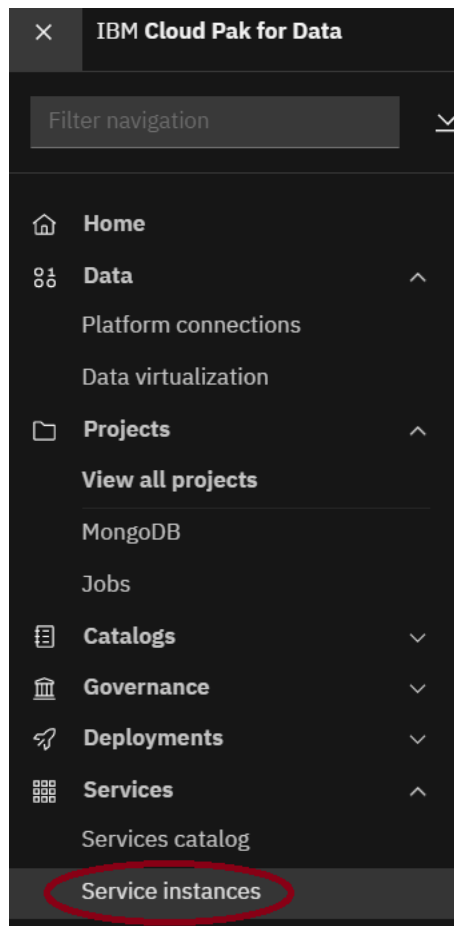 IBM Cloud Pak for Data
Filter navigation
Home
Data
Platform connections
Data virtualization
Projects
View all projects
MongoDB
Jobs
Catalogs
Governance
Deployments
Services
Services catalog
Service instances